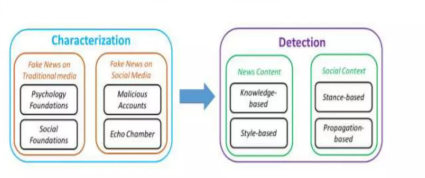 Characterization
Fake News on
Traditional media
Psychology
Foundations
Social
Foundations
Fake News on
Social Media
Malicious
Accounts
Echo Chamber
Detection
News Content
Knowledge-
based
Style-based
Social Context
Stance-based
Propagation-
based